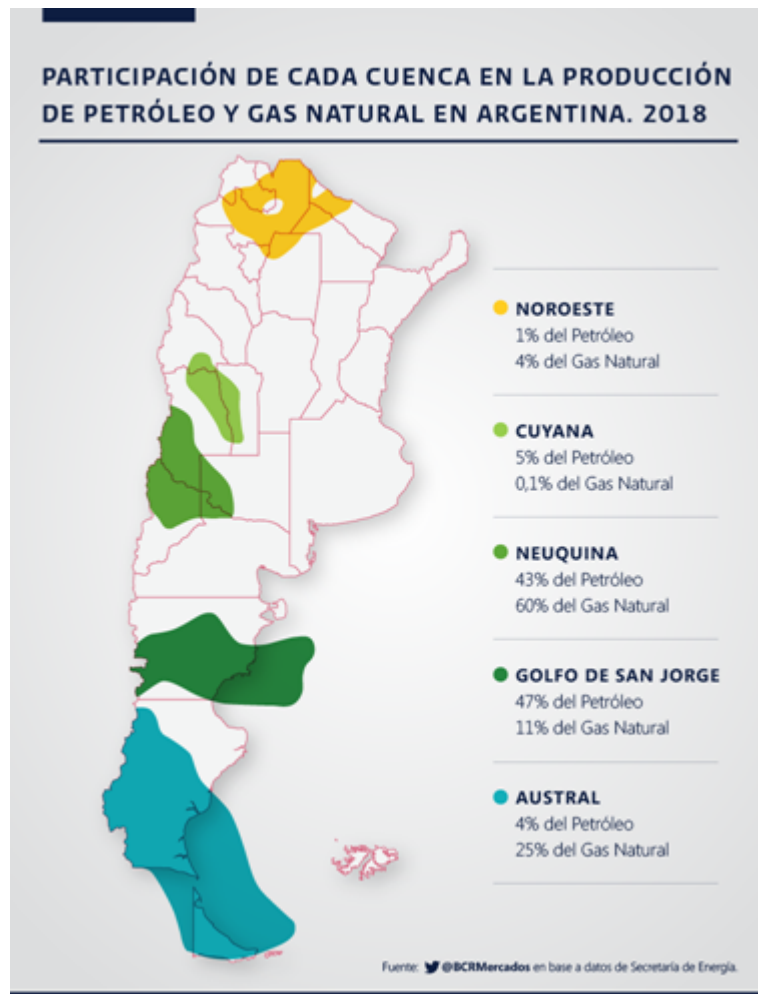 PARTICIPACIÓN DE CADA CUENCA EN LA PRODUCCIÓN
DE PETRÓLEO Y GAS NATURAL EN ARGENTINA. 2018
NOROESTE
1% del Petróleo
4% del Gas Natural
CUYANA
5% del Petróleo
0,1% del Gas Natural
NEUQUINA
43% del Petróleo
60% del Gas Natural
GOLFO DE SAN JORGE
47% del Petróleo
11% del Gas Natural
AUSTRAL
4% del Petróleo
25% del Gas Natural
Fuente: @BCRMercados en base a datos de Secretaría de Energía.